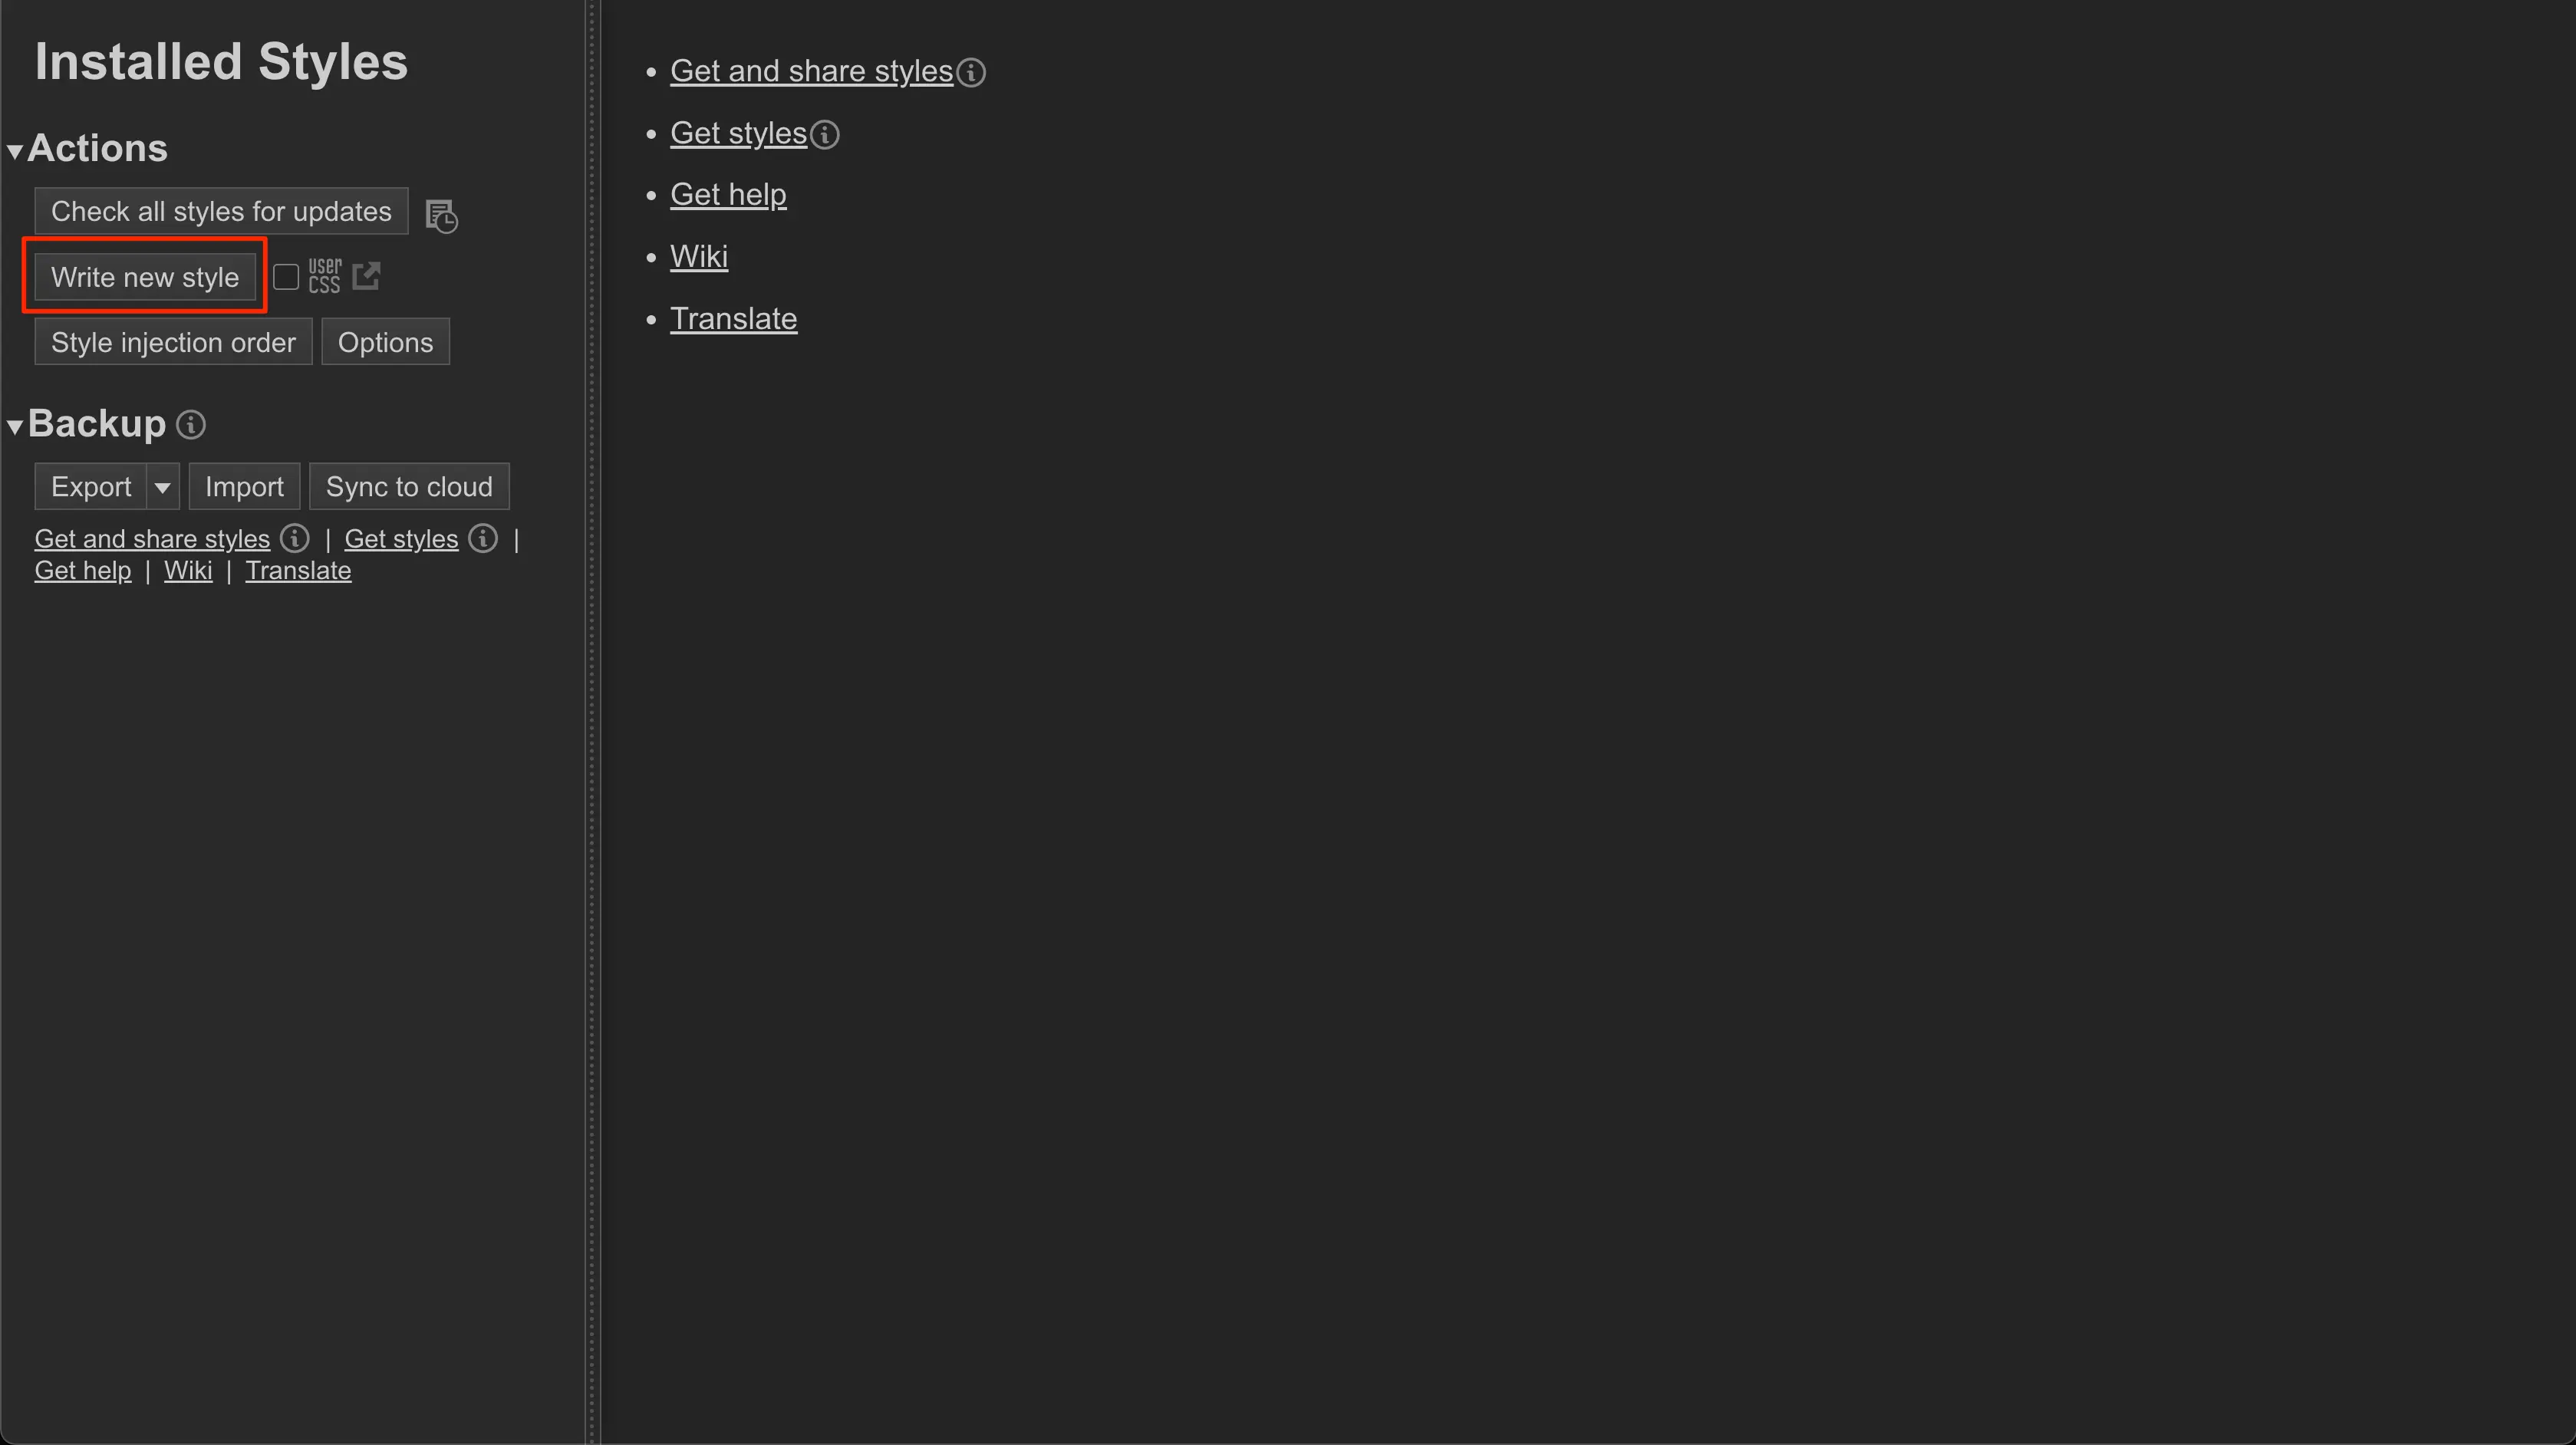 Installed Styles
Actions
Check all styles for updates
Write new style user css
Style injection order Options
Backup
Export Import Sync to cloud
Get and share styles | Get styles |
Get help | Wiki | Translate
Get and share styles
Get styles
Get help
Wiki
Translate